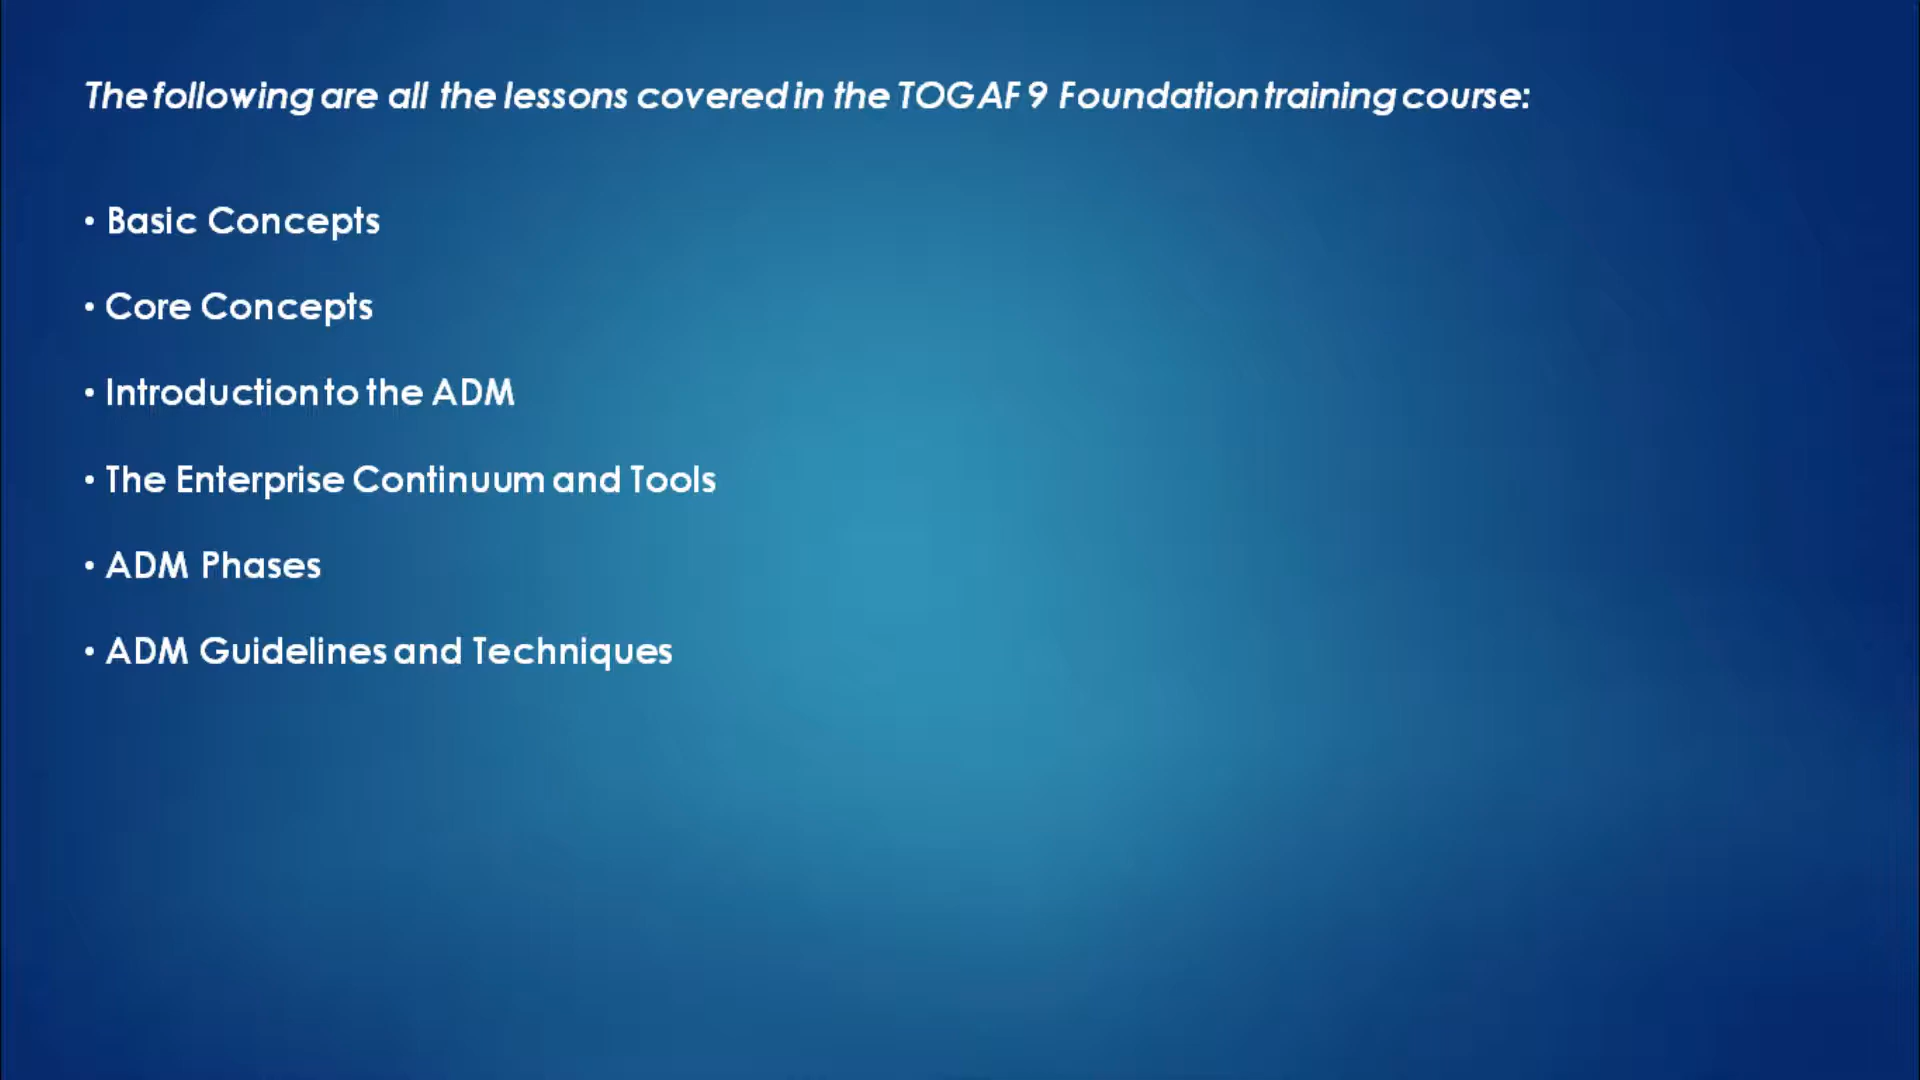 The following are all the lessons covered in the TOGAF 9 Foundation training course:
• Basic Concepts
• Core Concepts
• Introduction to the ADM
• The Enterprise Continuum and Tools
• ADM Phases
• ADM Guidelines and Techniques